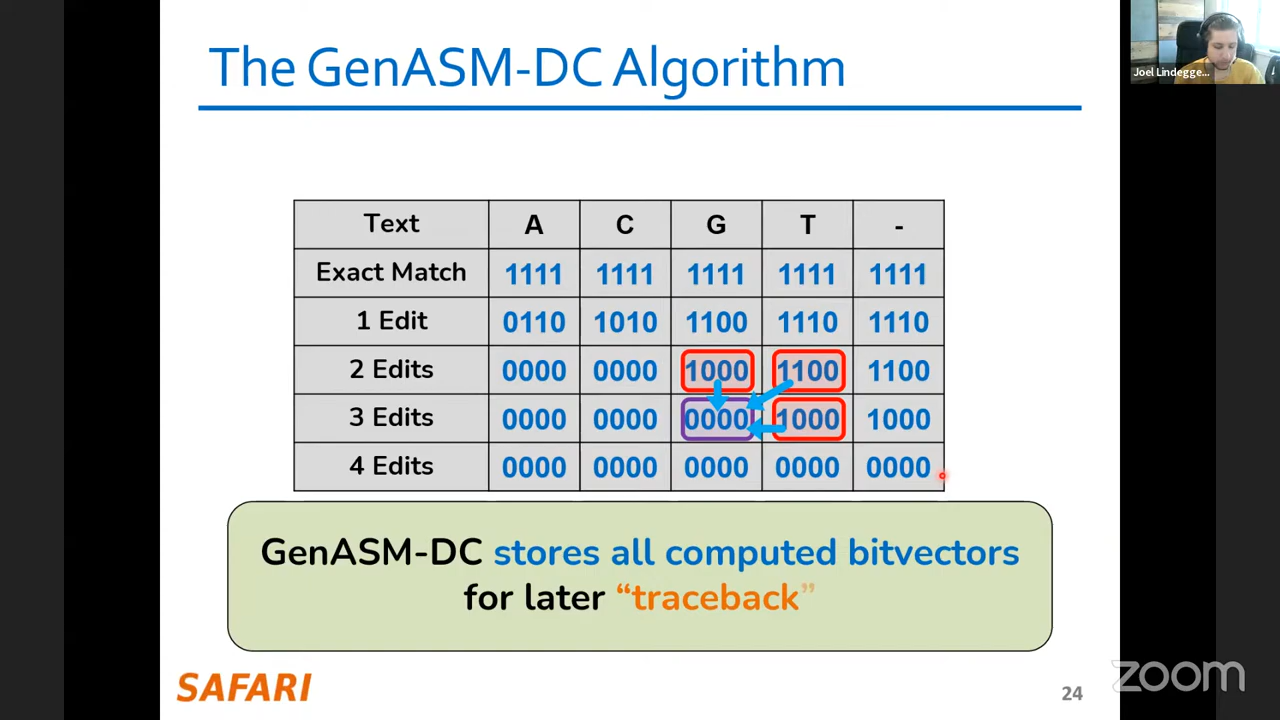 The GenASM-DC Algorithm
Joel Lindegge...
Text A C G T -
Exact Match 1111 1111 1111 1111 1111
1 Edit 0110 1010 1100 1110 1110
2 Edits 0000 0000 1000 1100 1100
3 Edits 0000 0000 0000 1000 1000
4 Edits 0000 0000 0000 0000 0000
GenASM-DC stores all computed bitvectors
for later “traceback”
SAFARI
24
zoom